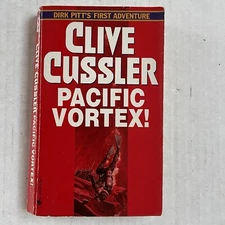 DIRK PITT'S FIRST ADVENTURE
CLIVE
CUSSLER
PACIFIC
VORTEX!
CLIVE CUSSLER PACIFIC VORTEX!